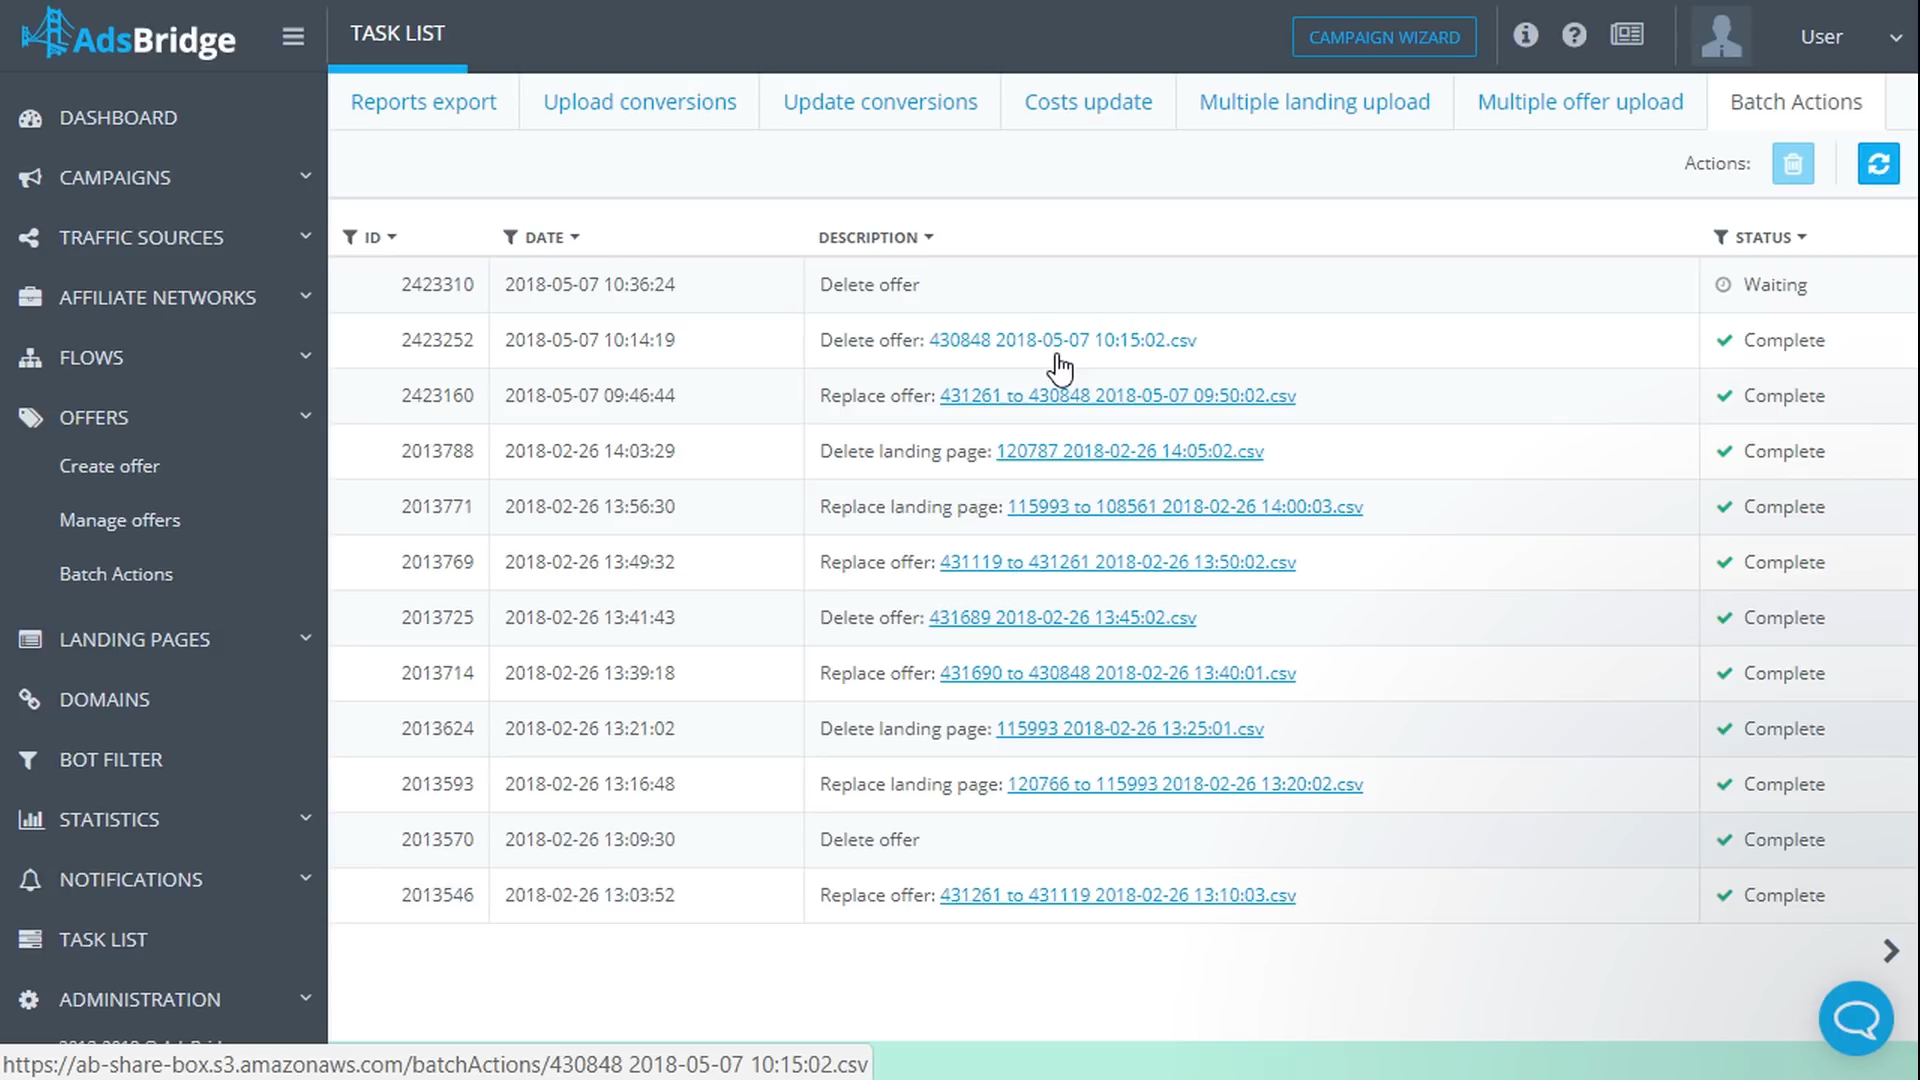 AdsBridge
TASK LIST
CAMPAIGN WIZARD
User
DASHBOARD
CAMPAIGNS
TRAFFIC SOURCES
AFFILIATE NETWORKS
FLOWS
OFFERS
Create offer
Manage offers
Batch Actions
LANDING PAGES
DOMAINS
BOT FILTER
STATISTICS
NOTIFICATIONS
TASK LIST
ADMINISTRATION
Reports export Upload conversions Update conversions Costs update Multiple landing upload Multiple offer upload Batch Actions
Actions:
ID DATE DESCRIPTION STATUS
2423310 2018-05-07 10:36:24 Delete offer Waiting
2423252 2018-05-07 10:14:19 Delete offer: 430848 2018-05-07 10:15:02.csv Complete
2423160 2018-05-07 09:46:44 Replace offer: 431261 to 430848 2018-05-07 09:50:02.csv Complete
2013788 2018-02-26 14:03:29 Delete landing page: 120787 2018-02-26 14:05:02.csv Complete
2013771 2018-02-26 13:56:30 Replace landing page: 115993 to 108561 2018-02-26 14:00:03.csv Complete
2013769 2018-02-26 13:49:32 Replace offer: 431119 to 431261 2018-02-26 13:50:02.csv Complete
2013725 2018-02-26 13:41:43 Delete offer: 431689 2018-02-26 13:45:02.csv Complete
2013714 2018-02-26 13:39:18 Replace offer: 431690 to 430848 2018-02-26 13:40:01.csv Complete
2013624 2018-02-26 13:21:02 Delete landing page: 115993 2018-02-26 13:25:01.csv Complete
2013593 2018-02-26 13:16:48 Replace landing page: 120766 to 115993 2018-02-26 13:20:02.csv Complete
2013570 2018-02-26 13:09:30 Delete offer Complete
2013546 2018-02-26 13:03:52 Replace offer: 431261 to 431119 2018-02-26 13:10:03.csv Complete
https://ab-share-box.s3.amazonaws.com/batchActions/430848 2018-05-07 10:15:02.csv